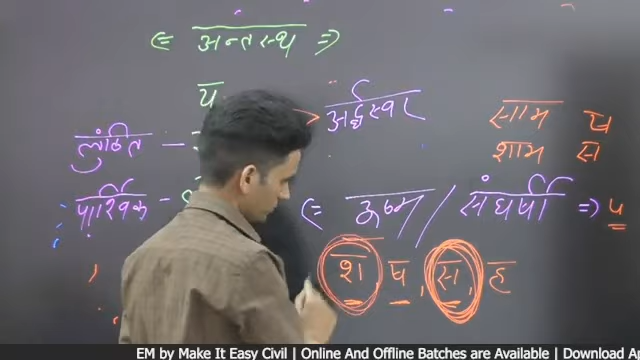 (= अन्तस्थ =)
य
> अर्द्धस्वर
साम ष
लुंठित -
शाम स
पार्श्विक -
(= ऊष्म / संघर्षी =)
श ष, स, ह
EM by Make It Easy Civil | Online And Offline Batches are Available | Download A